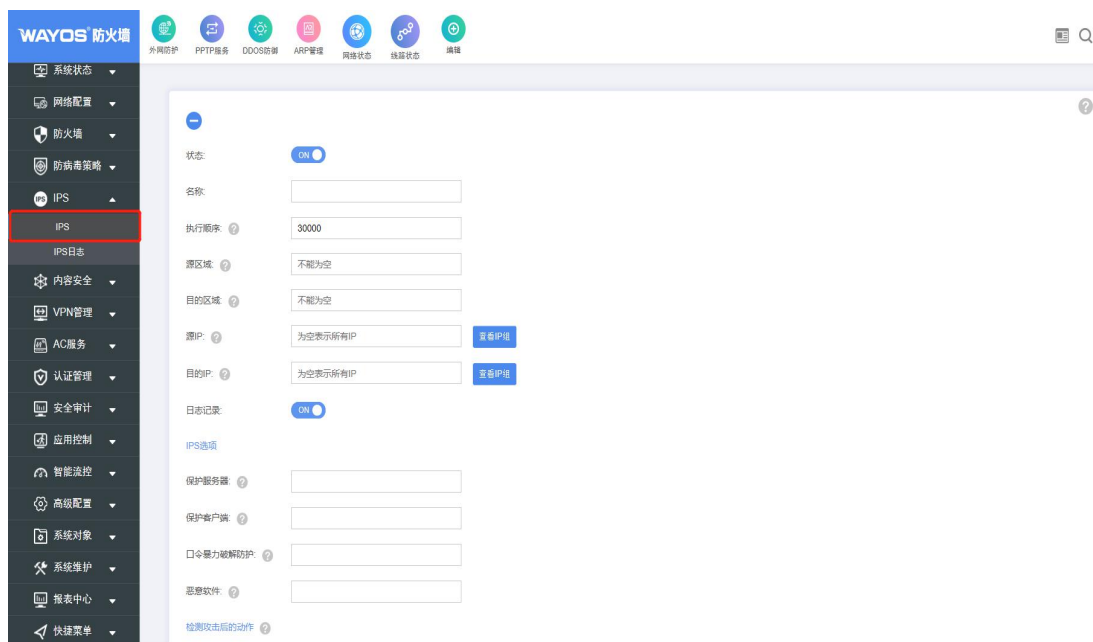 WAYOS®防火墙
外网防护
PPTP服务
DDOS防御
ARP管理
网络状态
线路状态
编辑
系统状态
网络配置
防火墙
防病毒策略
IPS
IPS
IPS日志
内容安全
VPN管理
AC服务
认证管理
安全审计
应用控制
智能流控
高级配置
系统对象
系统维护
报表中心
快捷菜单
状态: ON
名称:
执行顺序: 30000
源区域: 不能为空
目的区域: 不能为空
源IP: 为空表示所有IP 查看IP组
目的IP: 为空表示所有IP 查看IP组
日志记录: ON
IPS选项
保护服务器:
保护客户端:
口令暴力破解防护:
恶意软件:
检测攻击后的动作